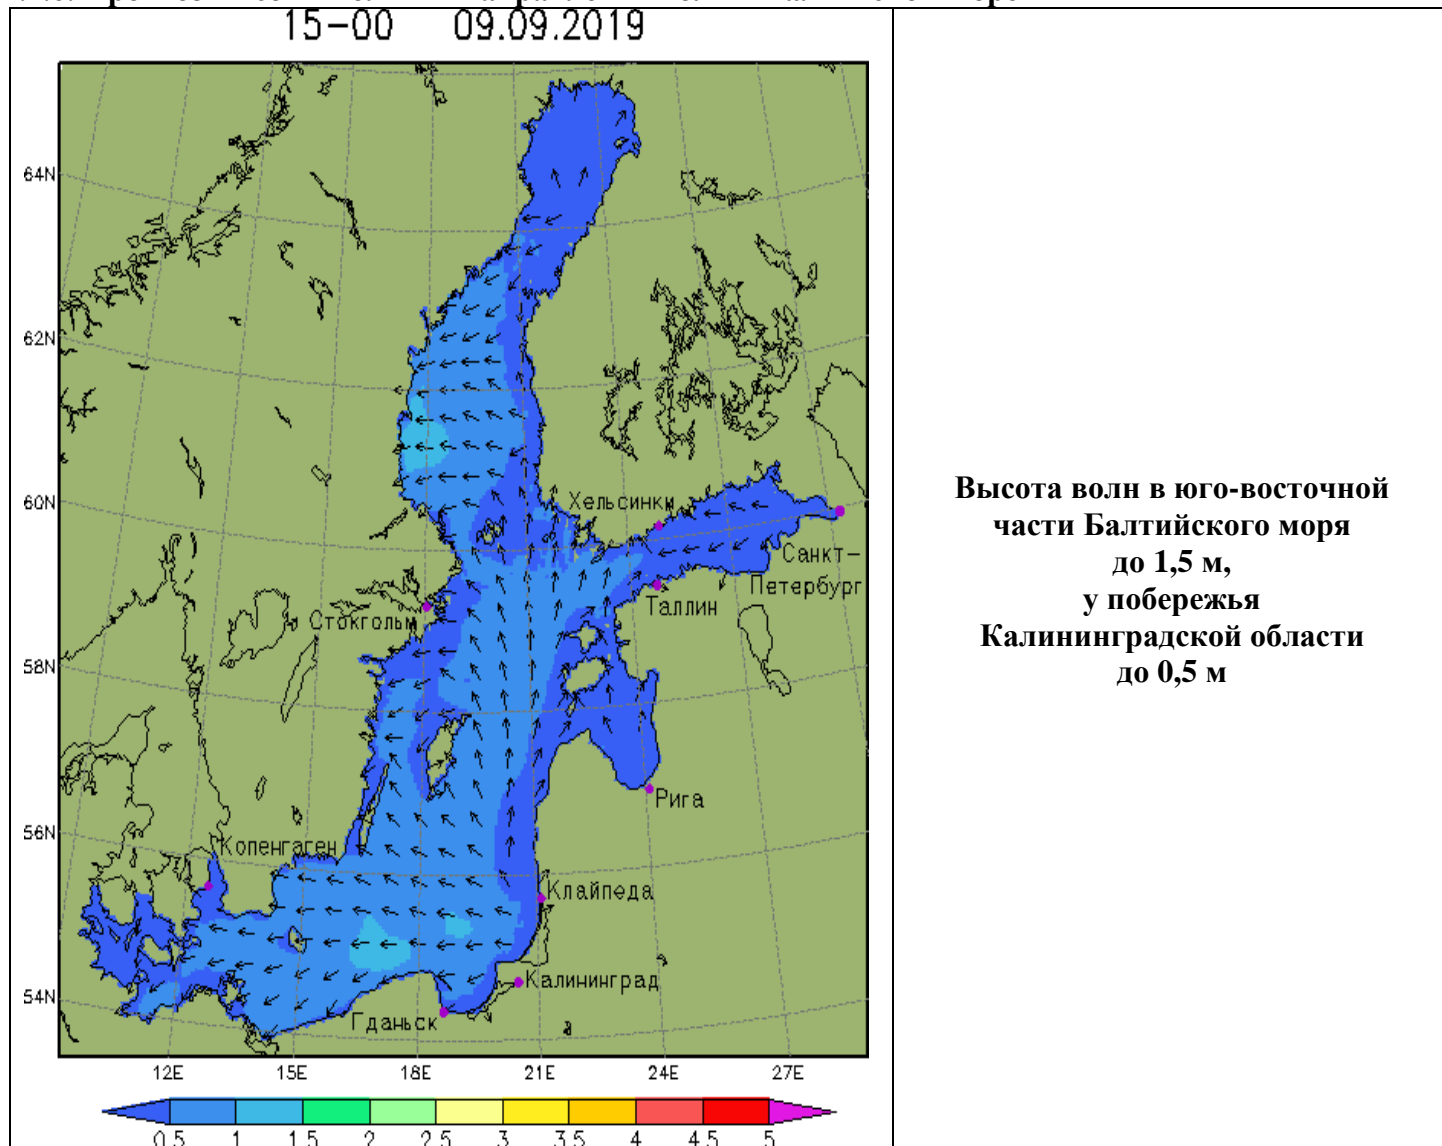 15-00 09.09.2019
64N
62N
60N
58N
56N
54N
Хельсинки
Санкт-
Петербург
Таллин
Стокгольм
Рига
Копенгаген
Клайпеда
Калининград
Гданьск
12E 15E 18E 21E 24E 27E
0.5 1 1.5 2 2.5 3 3.5 4 4.5 5
Высота волн в юго-восточной
части Балтийского моря
до 1,5 м,
у побережья
Калининградской области
до 0,5 м